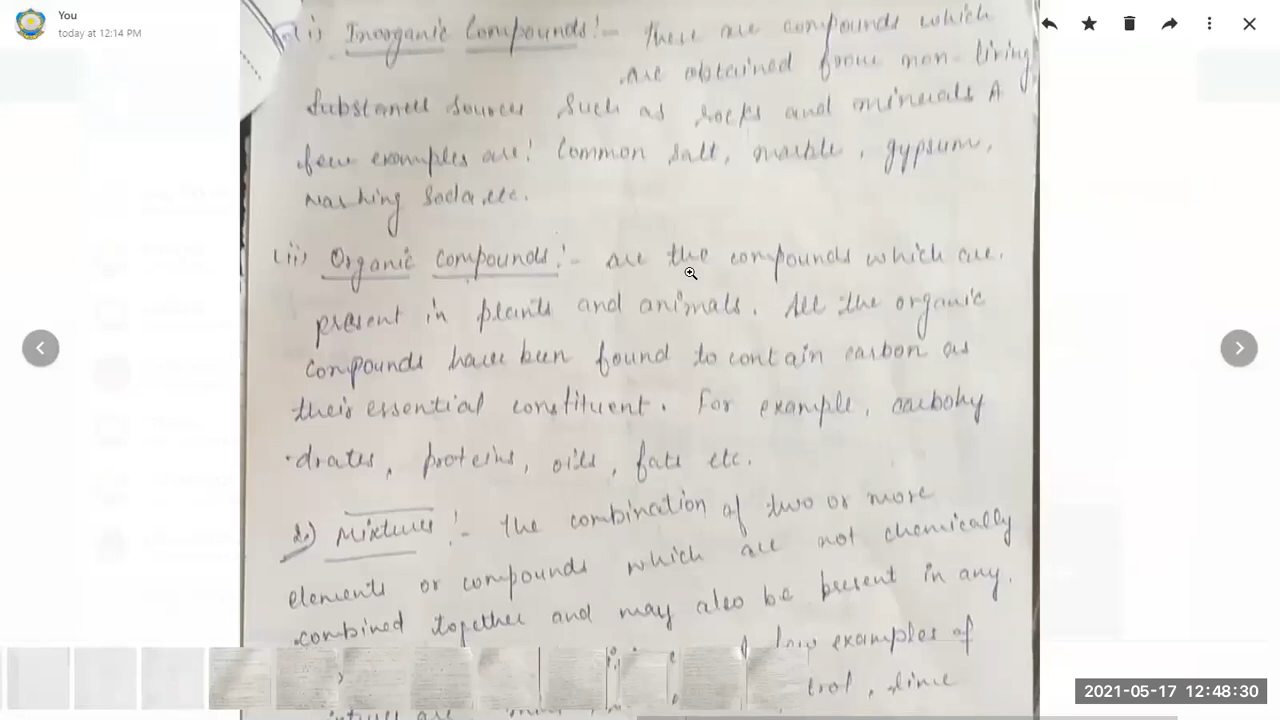 You
today at 12:14 PM
(i) Inorganic Compounds:- these are compounds which
are obtained from non-living
substances sources such as rocks and minerals A
few examples are: Common salt, marble, gypsum,
washing soda, etc.
(ii) Organic compounds:- are the compounds which are.
present in plants and animals. All the organic
compounds have been found to contain carbon as
their essential constituent. For example, carbohy
drates, proteins, oils, fats etc.
2.) Mixtures:- the combination of two or more
elements or compounds which are not chemically
combined together and may also be present in any.
few examples of
trol,
2021-05-17 12:48:30